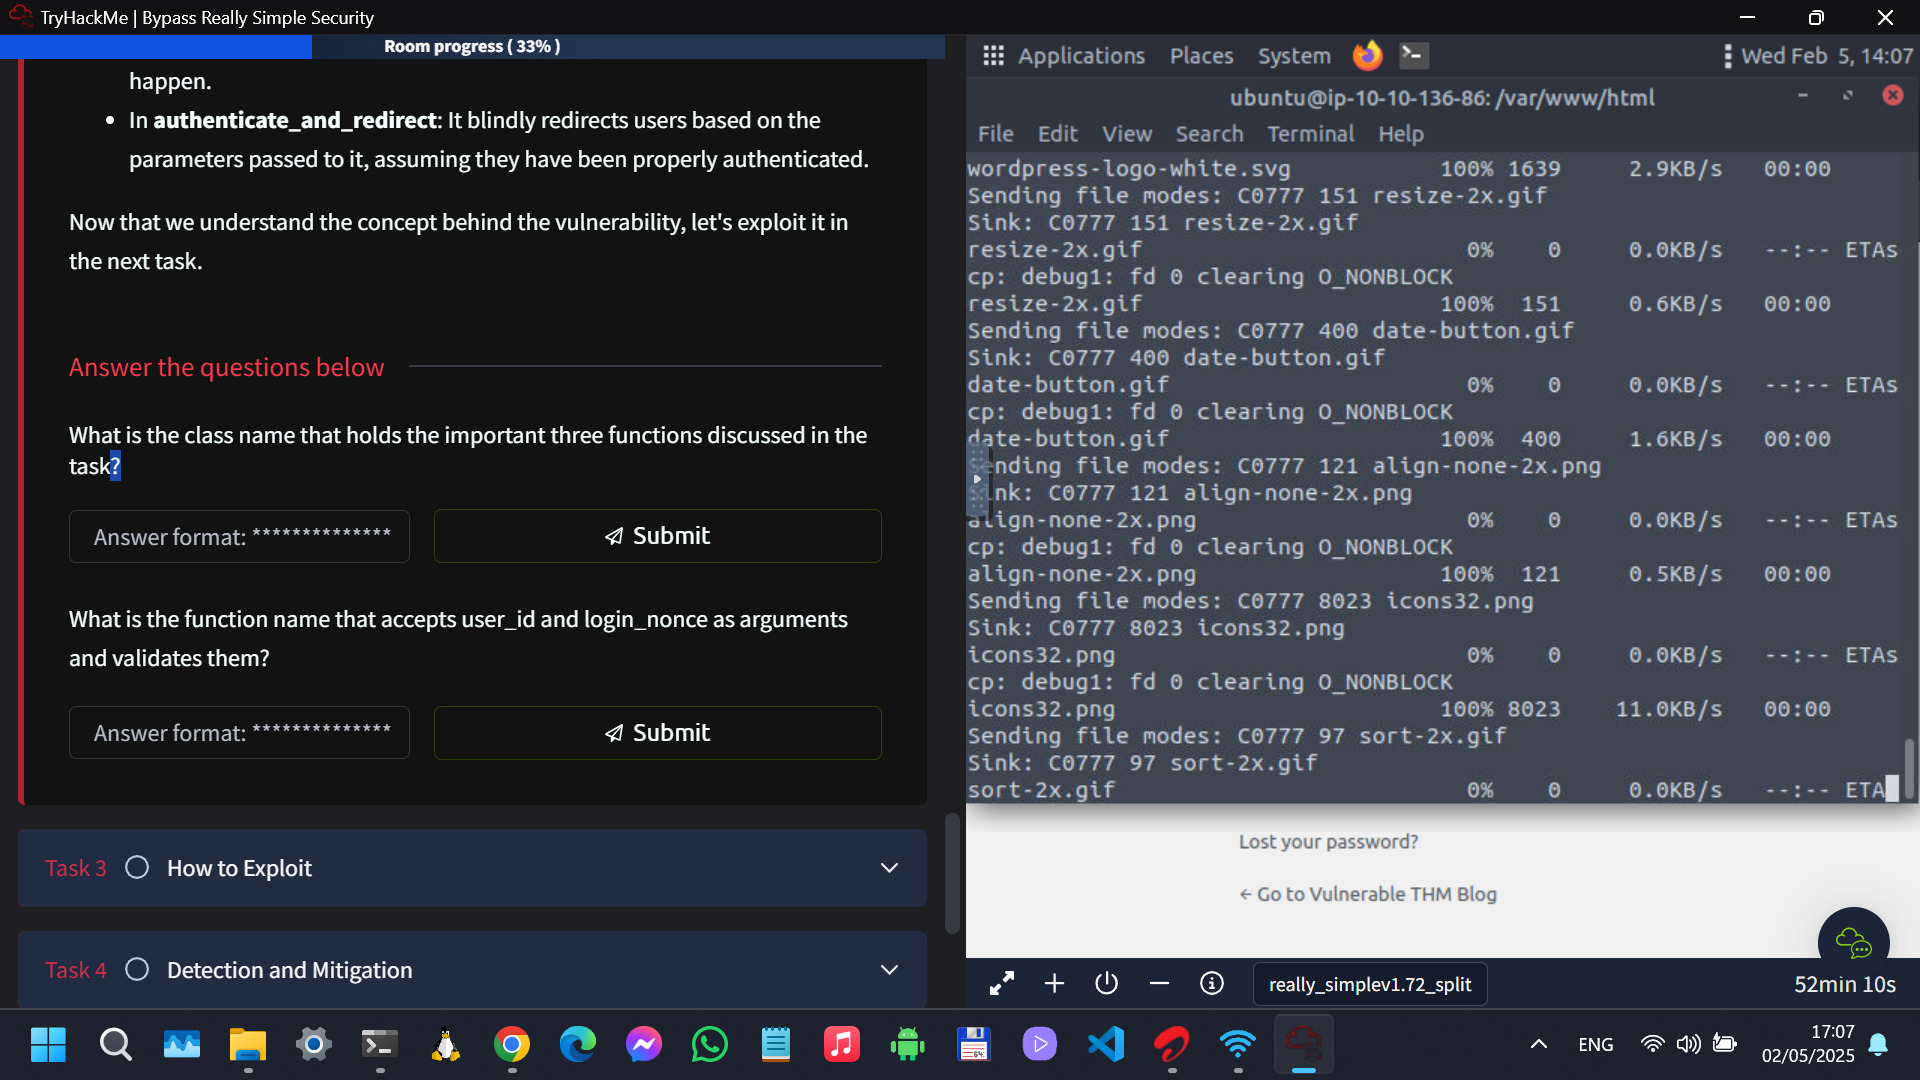 TryHackMe | Bypass Really Simple Security
Room progress ( 33% )
happen.
• In authenticate_and_redirect: It blindly redirects users based on the
parameters passed to it, assuming they have been properly authenticated.
Now that we understand the concept behind the vulnerability, let's exploit it in
the next task.
Answer the questions below
What is the class name that holds the important three functions discussed in the
task?
Answer format: **************
Submit
What is the function name that accepts user_id and login_nonce as arguments
and validates them?
Answer format: **************
Submit
Task 3 How to Exploit
Task 4 Detection and Mitigation
Applications Places System
Wed Feb 5, 14:07
ubuntu@ip-10-10-136-86: /var/www/html
File Edit View Search Terminal Help
wordpress-logo-white.svg 100% 1639 2.9KB/s 00:00
Sending file modes: C0777 151 resize-2x.gif
Sink: C0777 151 resize-2x.gif
resize-2x.gif 0% 0 0.0KB/s --:-- ETAs
cp: debug1: fd 0 clearing O_NONBLOCK
resize-2x.gif 100% 151 0.6KB/s 00:00
Sending file modes: C0777 400 date-button.gif
Sink: C0777 400 date-button.gif
date-button.gif 0% 0 0.0KB/s --:-- ETAs
cp: debug1: fd 0 clearing O_NONBLOCK
date-button.gif 100% 400 1.6KB/s 00:00
Sending file modes: C0777 121 align-none-2x.png
Sink: C0777 121 align-none-2x.png
align-none-2x.png 0% 0 0.0KB/s --:-- ETAs
cp: debug1: fd 0 clearing O_NONBLOCK
align-none-2x.png 100% 121 0.5KB/s 00:00
Sending file modes: C0777 8023 icons32.png
Sink: C0777 8023 icons32.png
icons32.png 0% 0 0.0KB/s --:-- ETAs
cp: debug1: fd 0 clearing O_NONBLOCK
icons32.png 100% 8023 11.0KB/s 00:00
Sending file modes: C0777 97 sort-2x.gif
Sink: C0777 97 sort-2x.gif
sort-2x.gif 0% 0 0.0KB/s --:-- ETA
Lost your password?
← Go to Vulnerable THM Blog
really_simplev1.72_split
52min 10s
ENG
17:07
02/05/2025